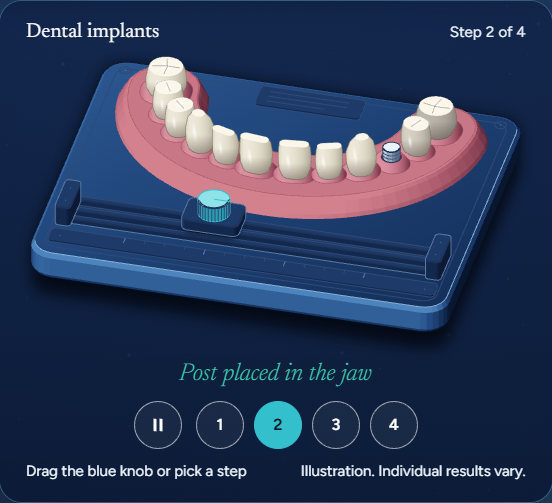 Dental implants
Step 2 of 4
Post placed in the jaw
1
2
3
4
Drag the blue knob or pick a step
Illustration. Individual results vary.